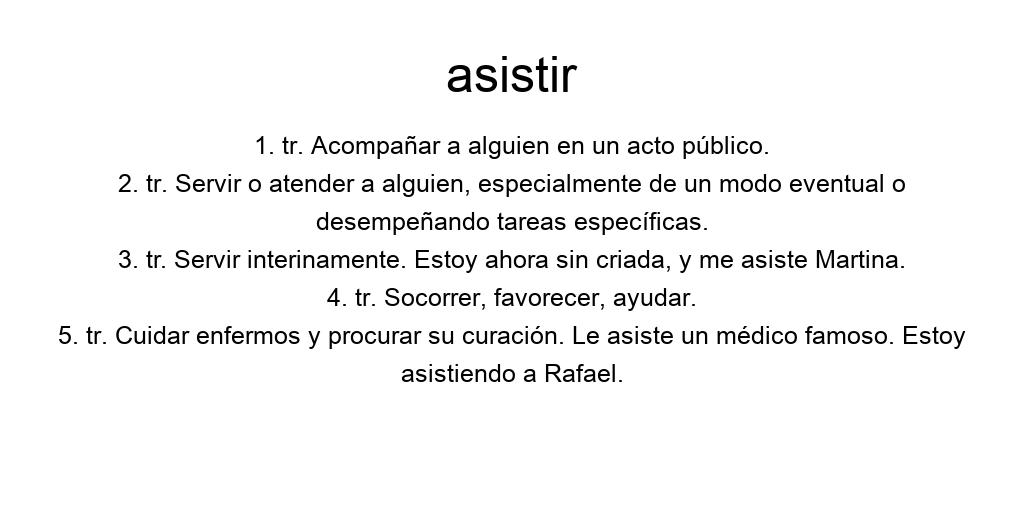 asistir
1. tr. Acompañar a alguien en un acto público.
2. tr. Servir o atender a alguien, especialmente de un modo eventual o
desempeñando tareas específicas.
3. tr. Servir interinamente. Estoy ahora sin criada, y me asiste Martina.
4. tr. Socorrer, favorecer, ayudar.
5. tr. Cuidar enfermos y procurar su curación. Le asiste un médico famoso. Estoy
asistiendo a Rafael.